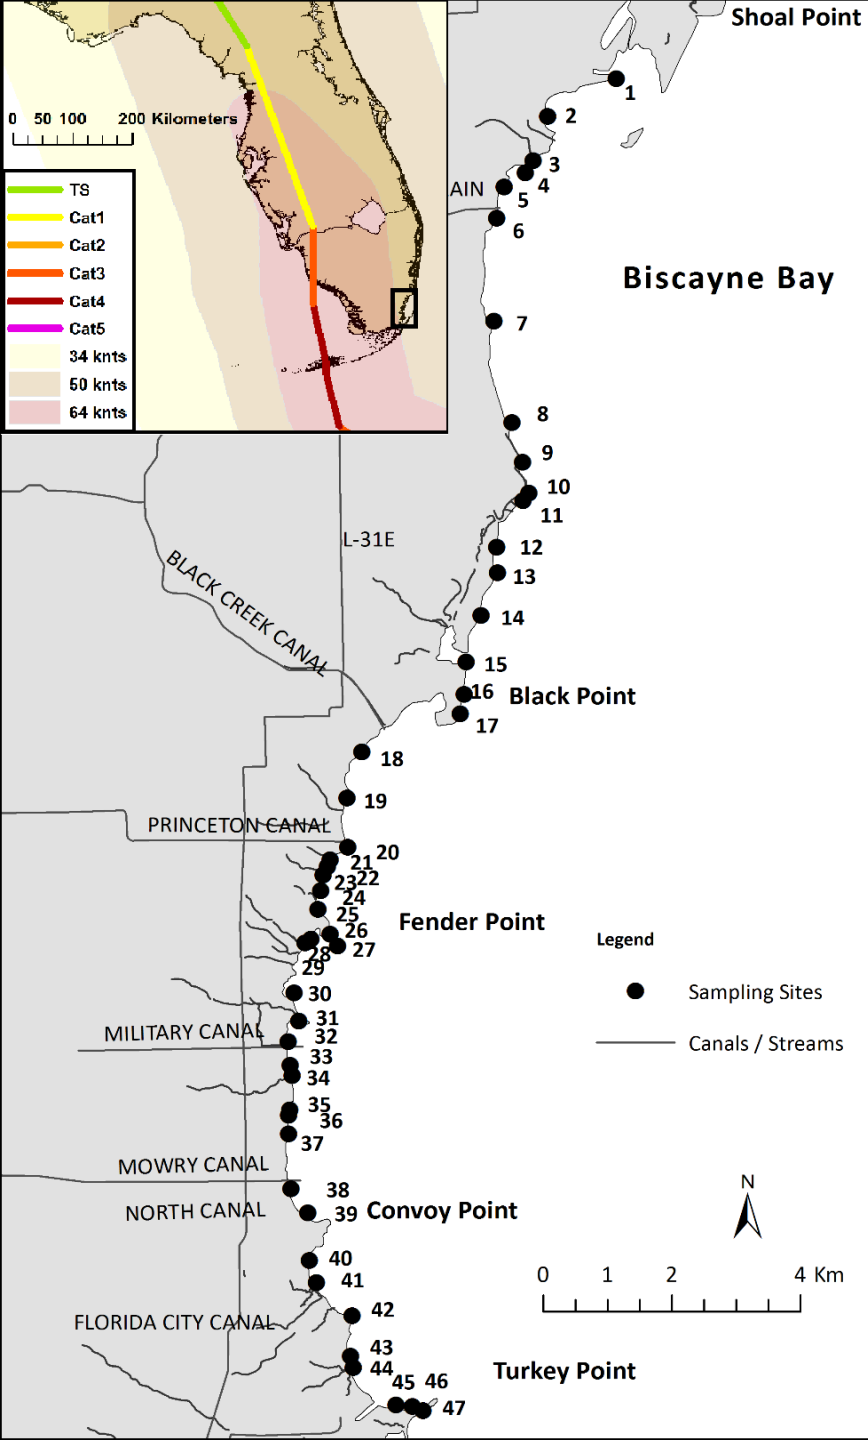 Shoal Point
0 50 100 200 Kilometers
TS
Cat1
Cat2
Cat3
Cat4
Cat5
34 knts
50 knts
64 knts
1
2
3
4
AIN
5
6
Biscayne Bay
7
8
9
10
11
L-31E
12
13
BLACK CREEK CANAL
14
15
16
Black Point
17
18
19
PRINCETON CANAL
20
21
22
23
24
25
Fender Point
26
27
28
29
Legend
Sampling Sites
Canals / Streams
30
31
MILITARY CANAL
32
33
34
35
36
37
MOWRY CANAL
38
NORTH CANAL
39
Convoy Point
N
40
41
0 1 2 4 Km
42
FLORIDA CITY CANAL
43
44
Turkey Point
45
46
47